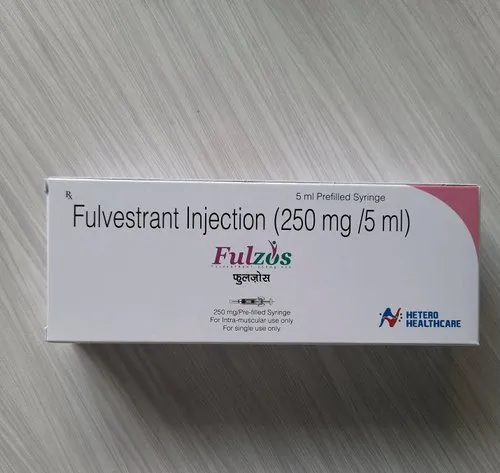 ℞
5 ml Prefilled Syringe
Fulvestrant Injection (250 mg /5 ml)
Fulzos
फुलज़ोस
250 mg/Pre-filled Syringe
For Intra-muscular use only
For single use only
HETERO
HEALTHCARE